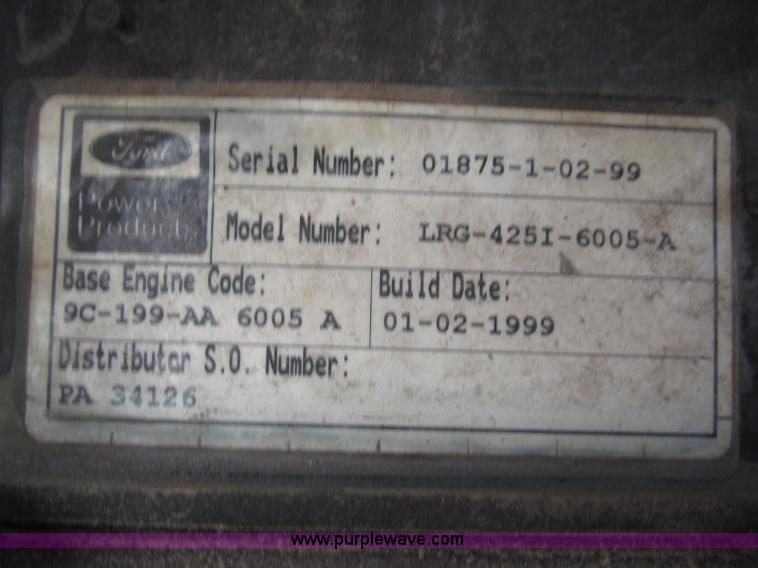 Ford
Power
Products
Serial Number: 01875-1-02-99
Model Number: LRG-425I-6005-A
Base Engine Code:
9C-199-AA 6005 A
Build Date:
01-02-1999
Distributor S.O. Number:
PA 34126
www.purplewave.com